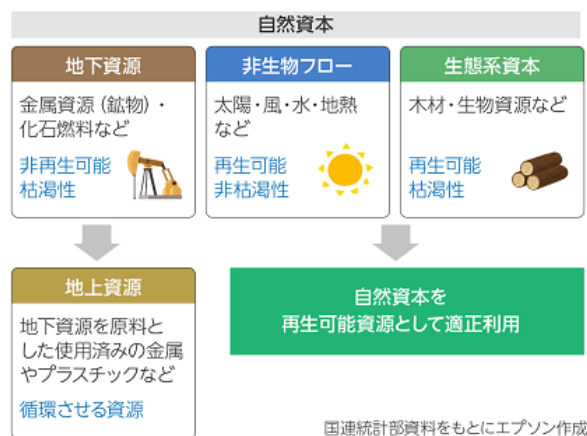 自然資本
地下資源
金属資源（鉱物）・
化石燃料など
非再生可能
枯渇性
非生物フロー
太陽・風・水・地熱
など
再生可能
非枯渇性
生態系資本
木材・生物資源など
再生可能
枯渇性
地上資源
地下資源を原料と
した使用済みの金属
やプラスチックなど
循環させる資源
自然資本を
再生可能資源として適正利用
国連統計部資料をもとにエプソン作成